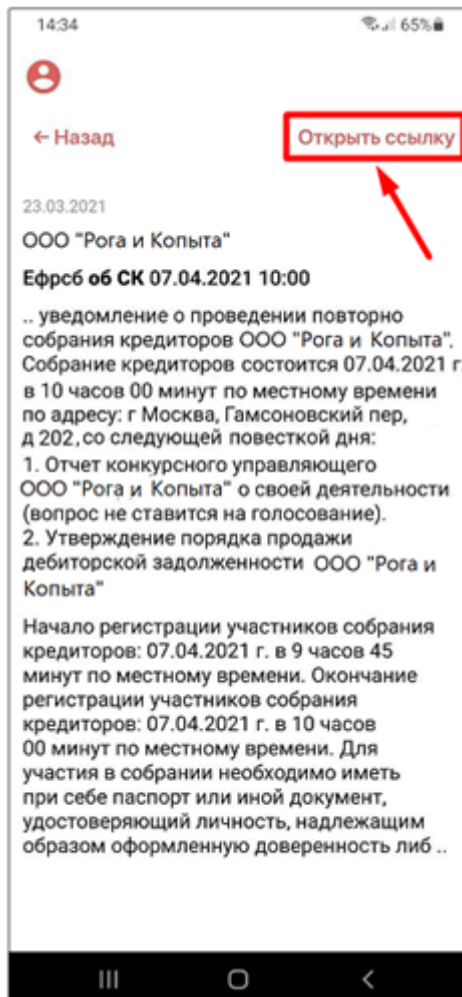 14:34 65%
← Назад Открыть ссылку
23.03.2021
ООО "Рога и Копыта"
Ефрсб об СК 07.04.2021 10:00
.. уведомление о проведении повторно
собрания кредиторов ООО "Рога и Копыта".
Собрание кредиторов состоится 07.04.2021 г.
в 10 часов 00 минут по местному времени
по адресу: г Москва, Гамсоновский пер,
д 202, со следующей повесткой дня:
1. Отчет конкурсного управляющего
ООО "Рога и Копыта" о своей деятельности
(вопрос не ставится на голосование).
2. Утверждение порядка продажи
дебиторской задолженности ООО "Рога и
Копыта"
Начало регистрации участников собрания
кредиторов: 07.04.2021 г. в 9 часов 45
минут по местному времени. Окончание
регистрации участников собрания
кредиторов: 07.04.2021 г. в 10 часов
00 минут по местному времени. Для
участия в собрании необходимо иметь
при себе паспорт или иной документ,
удостоверяющий личность, надлежащим
образом оформленную доверенность либ ..